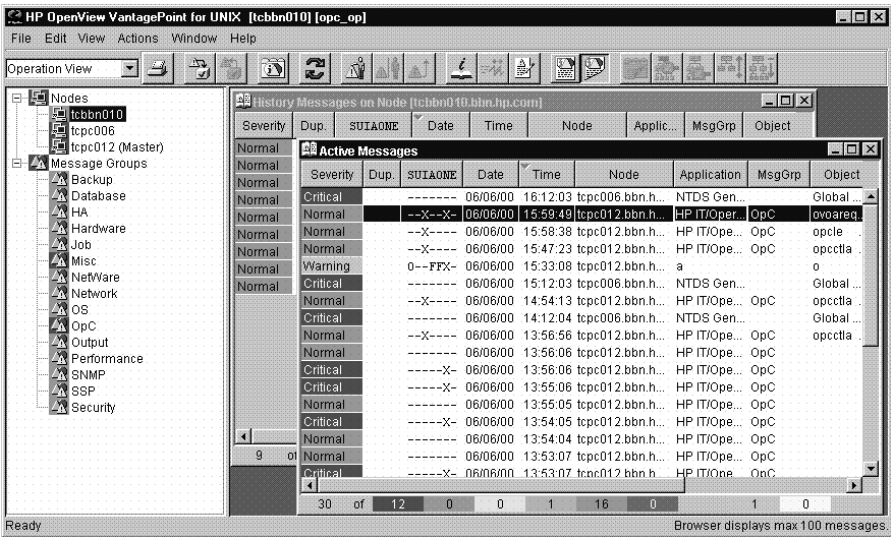 HP OpenView VantagePoint for UNIX [tcbbn010] [opc_op]
File Edit View Actions Window Help
Operation View
Nodes
tcbbn010
tcpc006
tcpc012 (Master)
Message Groups
Backup
Database
HA
Hardware
Job
Misc
NetWare
Network
OS
OpC
Output
Performance
SNMP
SSP
Security
History Messages on Node [tcbbn010.bbn.hp.com]
Severity Dup. SUIAONE Date Time Node Applic... MsgGrp Object
Normal
Normal
Normal
Normal
Normal
Normal
Normal
Normal
Normal
9 of
Active Messages
Severity Dup. SUIAONE Date Time Node Application MsgGrp Object
Critical ------- 06/06/00 16:12:03 tcpc006.bbn.h... NTDS Gen... Global ...
Normal --X--X- 06/06/00 15:59:49 tcpc012.bbn.h... HP IT/Oper... OpC ovoareq...
Normal --X---- 06/06/00 15:58:38 tcpc012.bbn.h... HP IT/Ope... OpC opcle .
Normal --X---- 06/06/00 15:47:23 tcpc012.bbn.h... HP IT/Ope... OpC opcctla .
Warning O--FFX- 06/06/00 15:33:08 tcpc012.bbn.h... a o
Critical ------- 06/06/00 15:12:03 tcpc006.bbn.h... NTDS Gen... Global ...
Normal --X---- 06/06/00 14:54:13 tcpc012.bbn.h... HP IT/Ope... OpC opcctla .
Critical ------- 06/06/00 14:12:04 tcpc006.bbn.h... NTDS Gen... Global ...
Normal --X---- 06/06/00 13:56:56 tcpc012.bbn.h... HP IT/Ope... OpC opcctla .
Normal ------- 06/06/00 13:56:06 tcpc012.bbn.h... HP IT/Ope... OpC
Critical -----X- 06/06/00 13:56:06 tcpc012.bbn.h... HP IT/Ope... OpC
Critical -----X- 06/06/00 13:55:06 tcpc012.bbn.h... HP IT/Ope... OpC
Normal ------- 06/06/00 13:55:05 tcpc012.bbn.h... HP IT/Ope... OpC
Critical -----X- 06/06/00 13:54:05 tcpc012.bbn.h... HP IT/Ope... OpC
Normal ------- 06/06/00 13:54:04 tcpc012.bbn.h... HP IT/Ope... OpC
Normal ------- 06/06/00 13:53:07 tcpc012.bbn.h... HP IT/Ope... OpC
Critical -----X- 06/06/00 13:53:07 tcpc012.bbn.h... HP IT/Ope... OpC
30 of 12 0 0 1 16 0 1 0
Ready Browser displays max 100 messages.